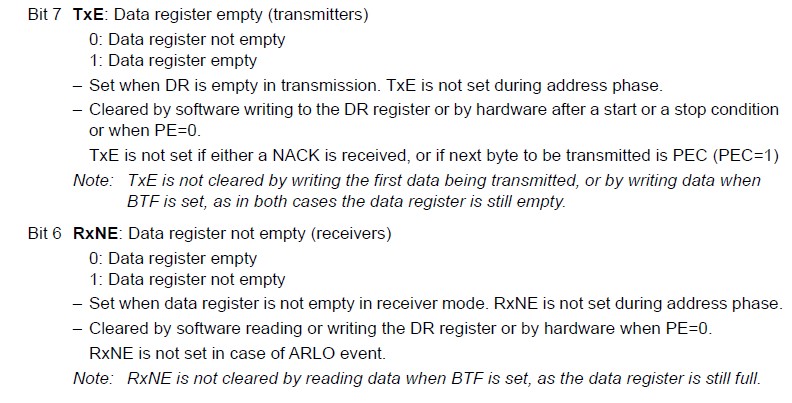 Bit 7 TxE: Data register empty (transmitters)
0: Data register not empty
1: Data register empty
– Set when DR is empty in transmission. TxE is not set during address phase.
– Cleared by software writing to the DR register or by hardware after a start or a stop condition
or when PE=0.
TxE is not set if either a NACK is received, or if next byte to be transmitted is PEC (PEC=1)
Note: TxE is not cleared by writing the first data being transmitted, or by writing data when
BTF is set, as in both cases the data register is still empty.
Bit 6 RxNE: Data register not empty (receivers)
0: Data register empty
1: Data register not empty
– Set when data register is not empty in receiver mode. RxNE is not set during address phase.
– Cleared by software reading or writing the DR register or by hardware when PE=0.
RxNE is not set in case of ARLO event.
Note: RxNE is not cleared by reading data when BTF is set, as the data register is still full.